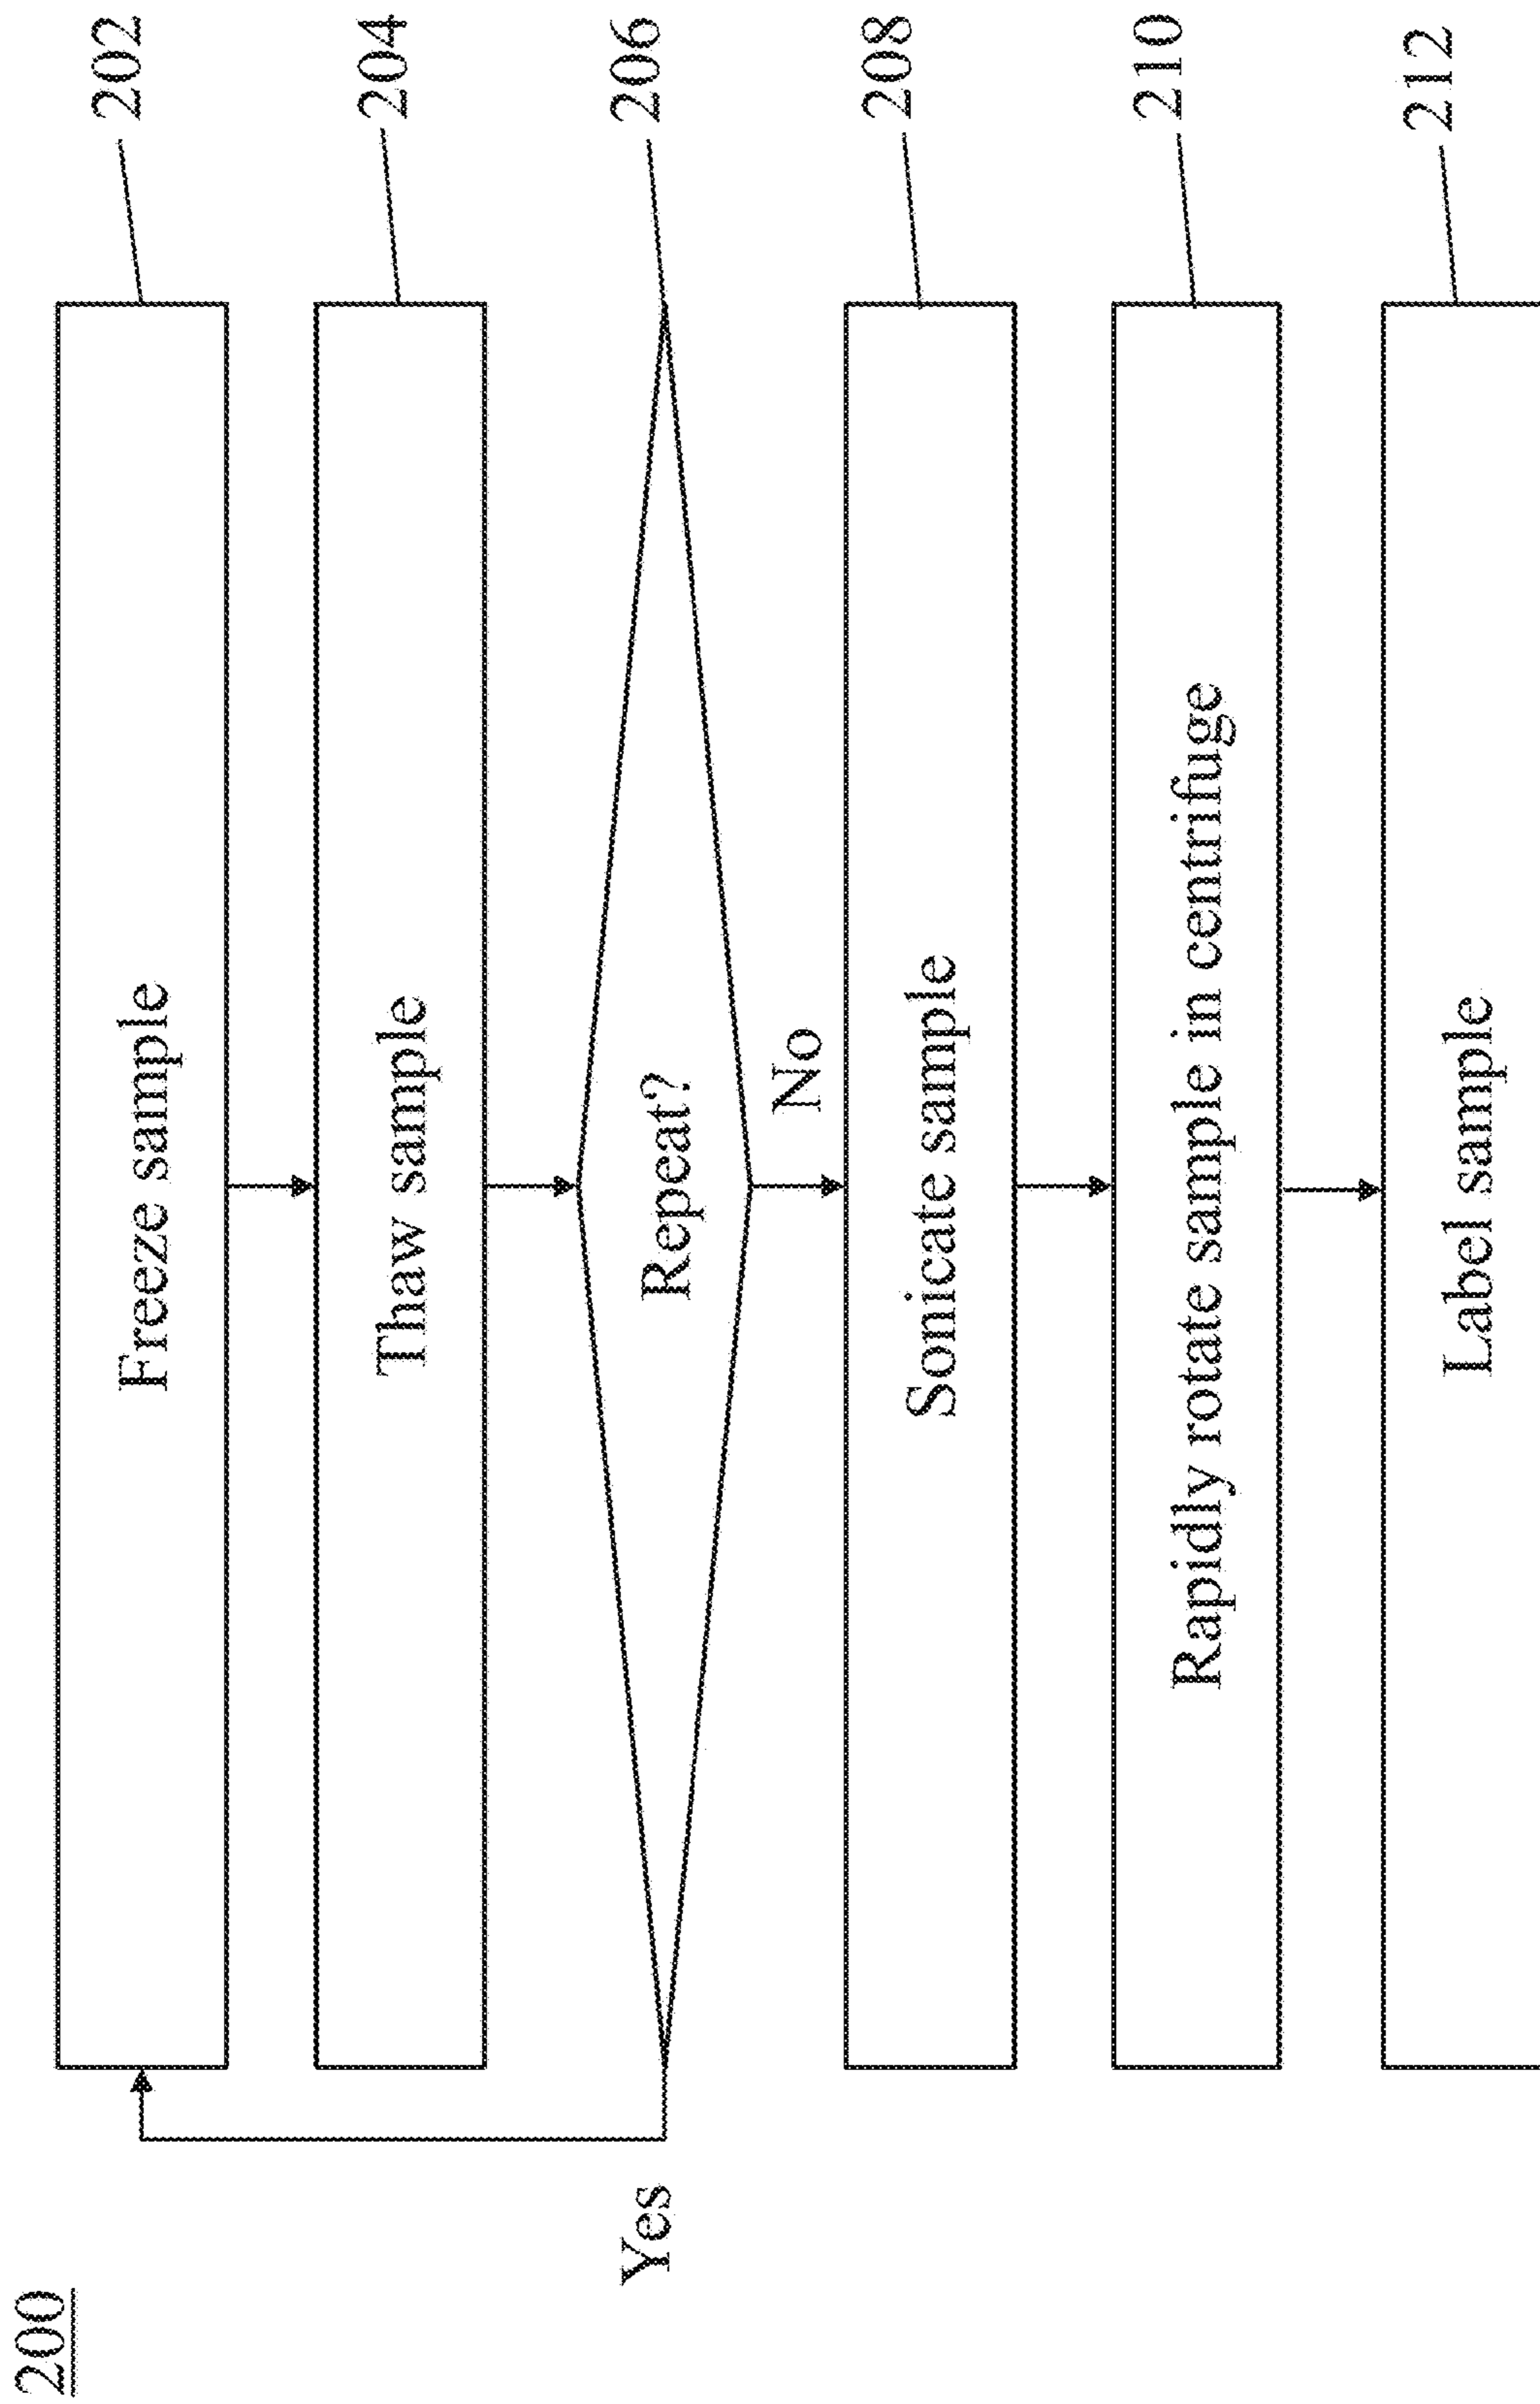 200
Freeze sample
202
Thaw sample
204
Repeat?
206
Yes
No
Sonicate sample
208
Rapidly rotate sample in centrifuge
210
Label sample
212